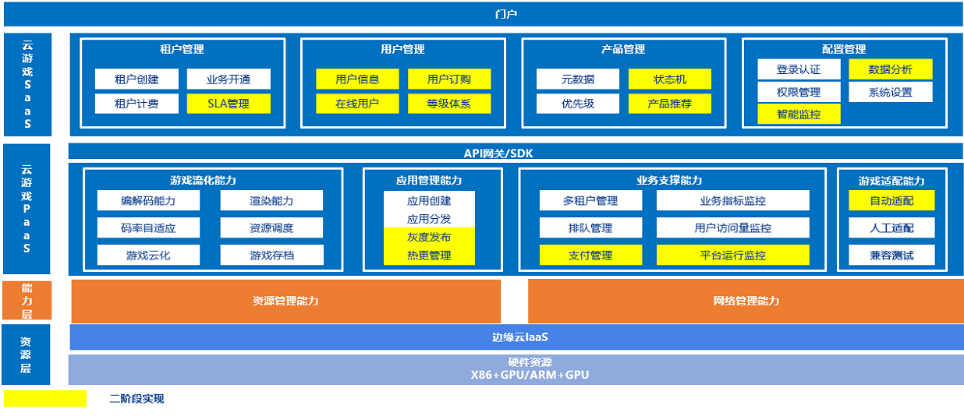 门户
云游戏SaaS
租户管理
用户管理
产品管理
配置管理
租户创建
业务开通
租户计费
SLA管理
用户信息
用户订购
在线用户
等级体系
元数据
状态机
优先级
产品推荐
登录认证
数据分析
权限管理
系统设置
智能监控
云游戏PaaS
API网关/SDK
游戏流化能力
应用管理能力
业务支撑能力
游戏适配能力
编解码能力
渲染能力
码率自适应
资源调度
游戏云化
游戏存档
应用创建
应用分发
灰度发布
热更管理
多租户管理
业务指标监控
排队管理
用户访问量监控
支付管理
平台运行监控
自动适配
人工适配
兼容测试
能力层
资源管理能力
网络管理能力
资源层
边缘云IaaS
硬件资源
X86+GPU/ARM+GPU
二阶段实现